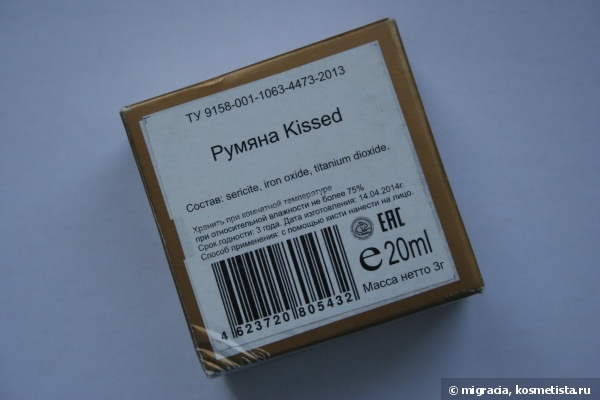 ТУ 9158-001-1063-4473-2013
Румяна Kissed
Состав: sericite, iron oxide, titanium dioxide.
Хранить при комнатной температуре
при относительной влажности не более 75%
Срок годности: 3 года. Дата изготовления: 14.04.2014г.
Способ применения: с помощью кисти нанести на лицо.
EAC
e 20ml
Масса нетто 3г
4 623720 805432
© migracia, kosmetista.ru